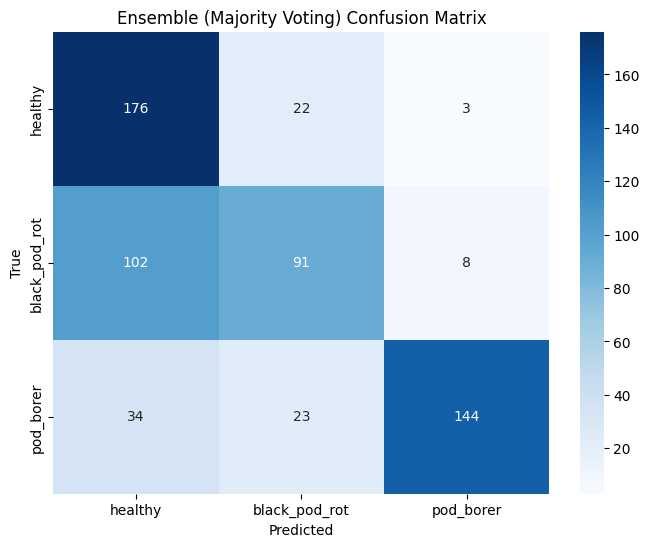 Ensemble (Majority Voting) Confusion Matrix
True
healthy
176
22
3
black_pod_rot
102
91
8
pod_borer
34
23
144
healthy
black_pod_rot
pod_borer
Predicted
160
140
120
100
80
60
40
20